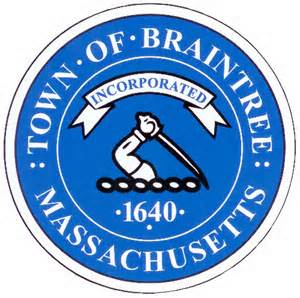 : TOWN · OF · BRAINTREE :
INCORPORATED
· 1640 ·
MASSACHUSETTS